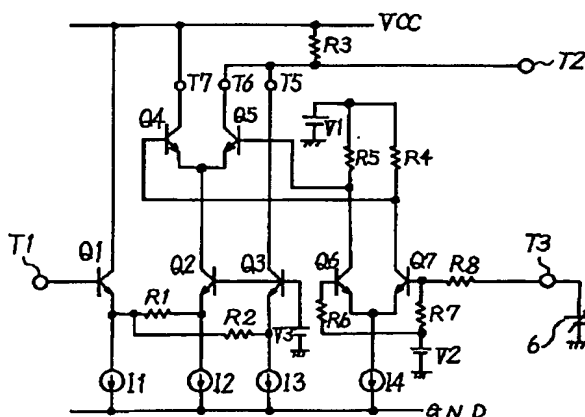 VCC
R3
T2
T7
T6
T5
Q4
Q5
V1
R5
R4
T1
Q1
Q2
Q3
Q6
Q7
R8
T3
R1
R2
V3
R6
R7
V2
6
I1
I2
I3
I4
GND